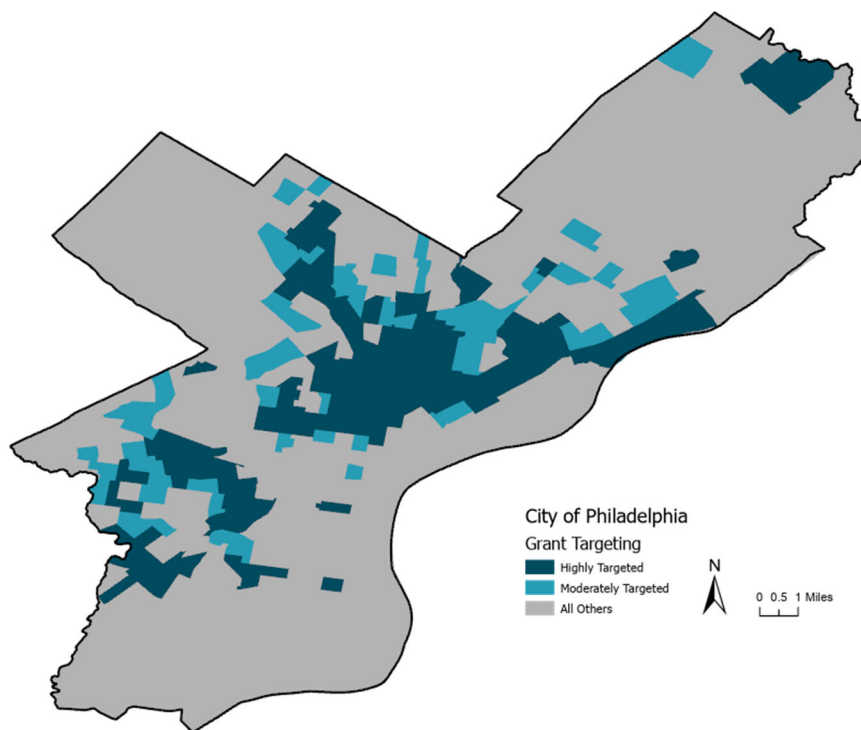 City of Philadelphia
Grant Targeting
Highly Targeted
Moderately Targeted
All Others
N
0 0.5 1 Miles